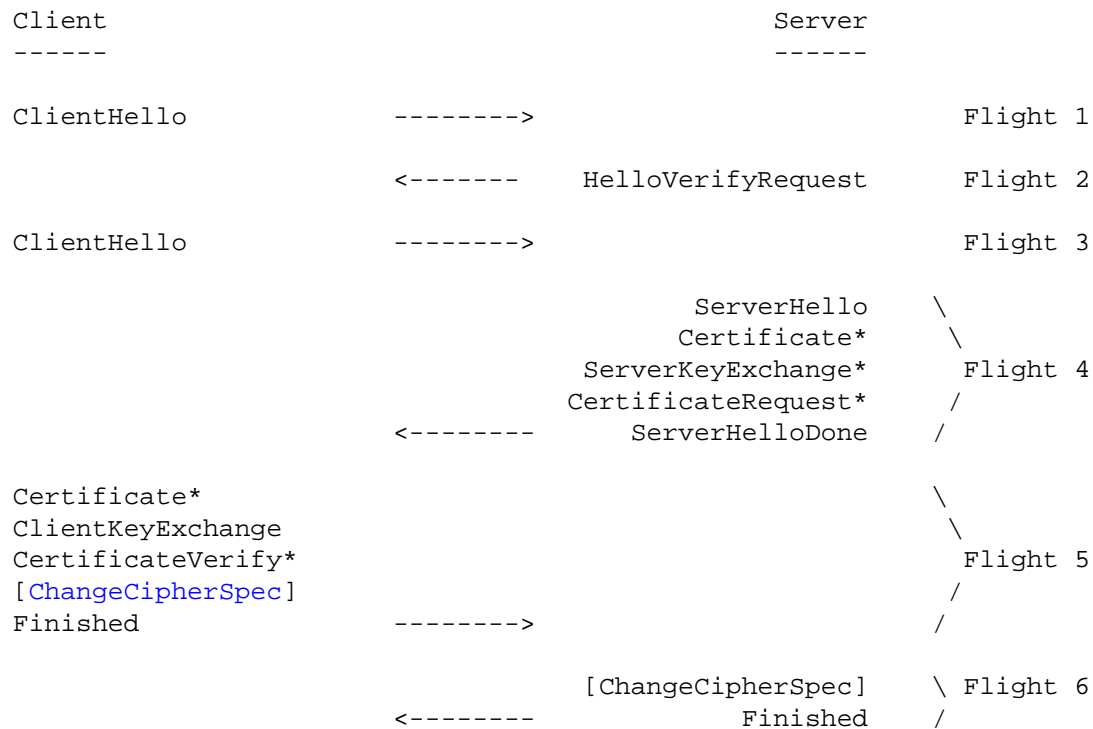 Client                                          Server
------                                          ------

ClientHello             -------->                           Flight 1

                        <-------    HelloVerifyRequest      Flight 2

ClientHello             -------->                           Flight 3

                                           ServerHello    \
                                          Certificate*     \
                                    ServerKeyExchange*      Flight 4
                                   CertificateRequest*     /
                        <--------      ServerHelloDone    /

Certificate*                                              \
ClientKeyExchange                                          \
CertificateVerify*                                          Flight 5
[ChangeCipherSpec]                                         /
Finished                -------->                         /

                                    [ChangeCipherSpec]    \ Flight 6
                        <--------             Finished    /